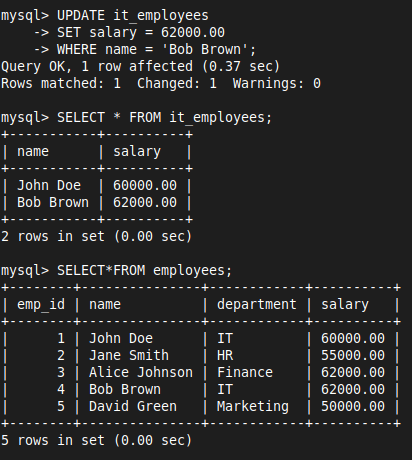 mysql> UPDATE it_employees
    -> SET salary = 62000.00
    -> WHERE name = 'Bob Brown';
Query OK, 1 row affected (0.37 sec)
Rows matched: 1  Changed: 1  Warnings: 0

mysql> SELECT * FROM it_employees;
+-----------+----------+
| name      | salary   |
+-----------+----------+
| John Doe  | 60000.00 |
| Bob Brown | 62000.00 |
+-----------+----------+
2 rows in set (0.00 sec)

mysql> SELECT*FROM employees;
+--------+---------------+------------+----------+
| emp_id | name          | department | salary   |
+--------+---------------+------------+----------+
|      1 | John Doe      | IT         | 60000.00 |
|      2 | Jane Smith    | HR         | 55000.00 |
|      3 | Alice Johnson | Finance    | 62000.00 |
|      4 | Bob Brown     | IT         | 62000.00 |
|      5 | David Green   | Marketing  | 50000.00 |
+--------+---------------+------------+----------+
5 rows in set (0.00 sec)